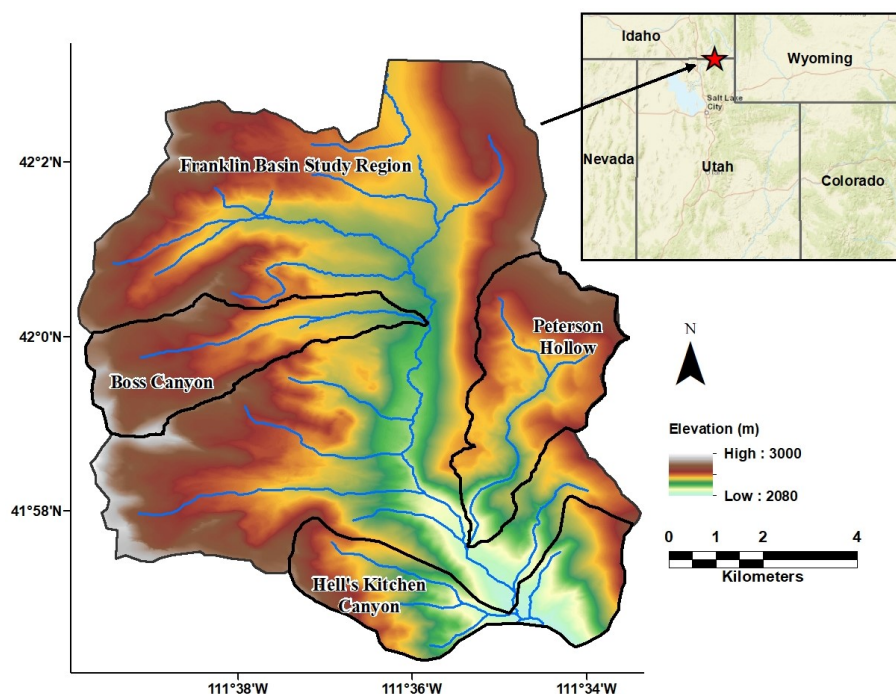 Idaho
Wyoming
Salt Lake
City
Nevada
Utah
Colorado
42°2'N
42°0'N
41°58'N
Franklin Basin Study Region
Peterson
Hollow
Boss Canyon
Hell's Kitchen
Canyon
N
Elevation (m)
High : 3000
Low : 2080
0 1 2 4
Kilometers
111°38'W 111°36'W 111°34'W